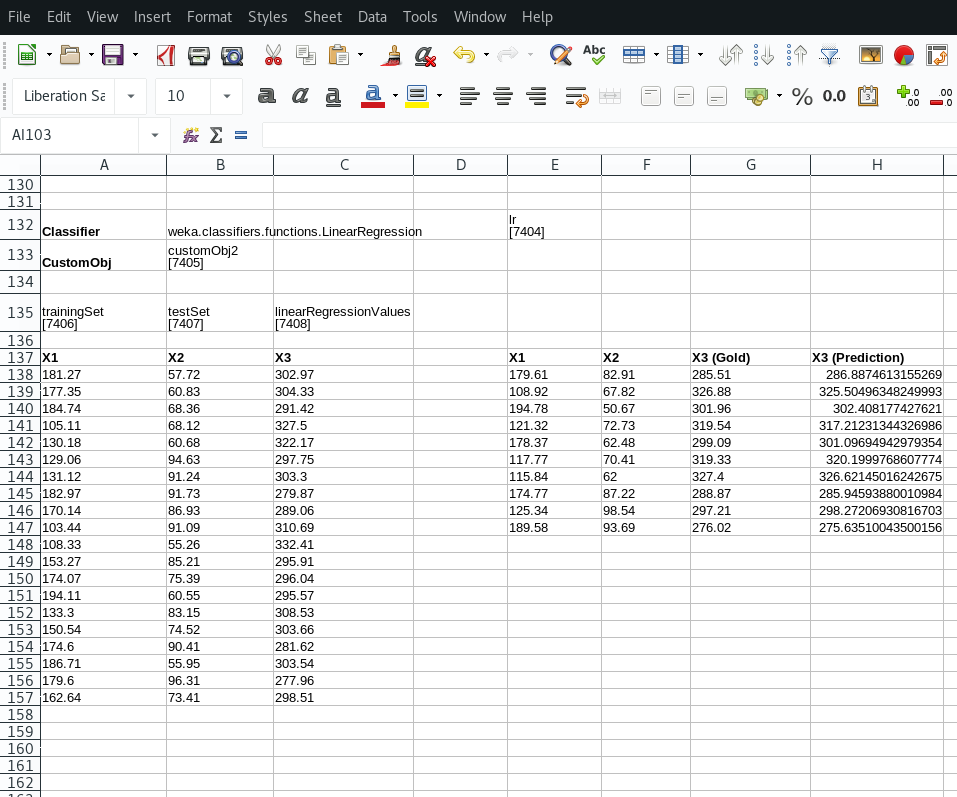 File Edit View Insert Format Styles Sheet Data Tools Window Help
Abc
Liberation Sa 10 a a a a % 0.0 .0 .00 .00 .0
AI103 fx Σ =
A B C D E F G H
130
131
132 Classifier weka.classifiers.functions.LinearRegression lr
[7404]
133 CustomObj customObj2
[7405]
134
135 trainingSet testSet linearRegressionValues
[7406] [7407] [7408]
136
137 X1 X2 X3 X1 X2 X3 (Gold) X3 (Prediction)
138 181.27 57.72 302.97 179.61 82.91 285.51 286.8874613155269
139 177.35 60.83 304.33 108.92 67.82 326.88 325.50496348249993
140 184.74 68.36 291.42 194.78 50.67 301.96 302.408177427621
141 105.11 68.12 327.5 121.32 72.73 319.54 317.21231344326986
142 130.18 60.68 322.17 178.37 62.48 299.09 301.09694942979354
143 129.06 94.63 297.75 117.77 70.41 319.33 320.1999768607774
144 131.12 91.24 303.3 115.84 62 327.4 326.62145016242675
145 182.97 91.73 279.87 174.77 87.22 288.87 285.94593880010984
146 170.14 86.93 289.06 125.34 98.54 297.21 298.27206930816703
147 103.44 91.09 310.69 189.58 93.69 276.02 275.63510043500156
148 108.33 55.26 332.41
149 153.27 85.21 295.91
150 174.07 75.39 296.04
151 194.11 60.55 295.57
152 133.3 83.15 308.53
153 150.54 74.52 303.66
154 174.6 90.41 281.62
155 186.71 55.95 303.54
156 179.6 96.31 277.96
157 162.64 73.41 298.51
158
159
160
161
162